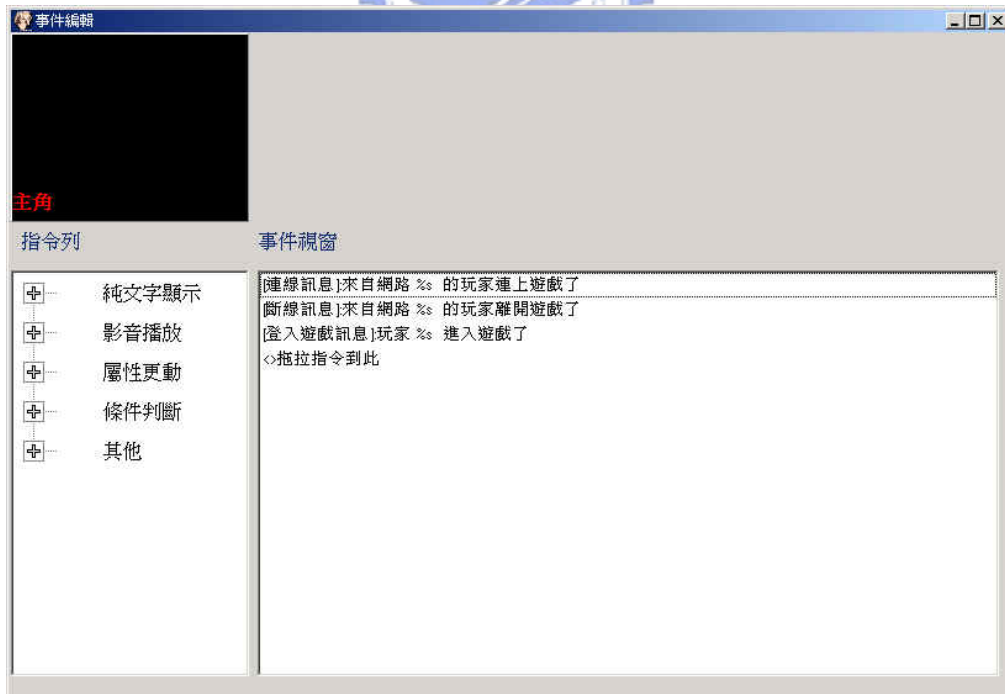 事件編輯
主角
指令列
事件視窗
純文字顯示
影音播放
屬性更動
條件判斷
其他
[連線訊息]:來自網路 %s 的玩家連上遊戲了
[斷線訊息]:來自網路 %s 的玩家離開遊戲了
[登入遊戲訊息]:玩家 %s 進入遊戲了
<>拖拉指令到此